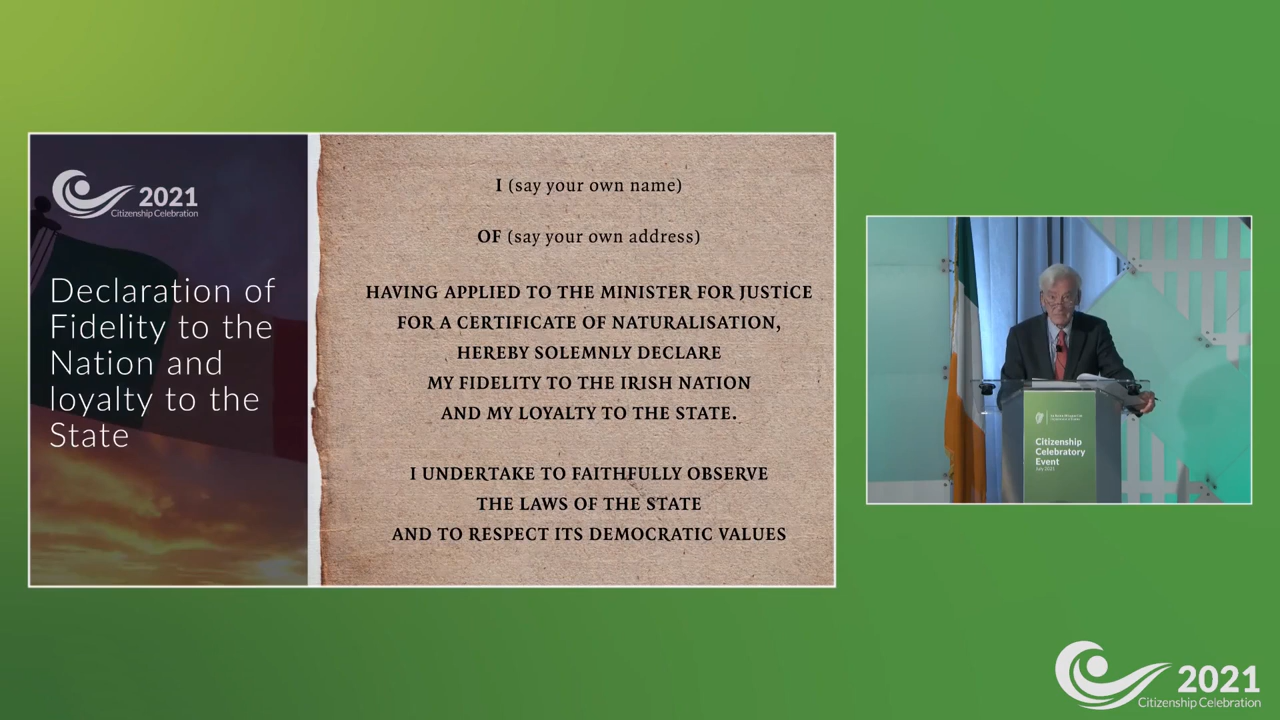 2021
Citizenship Celebration
Declaration of
Fidelity to the
Nation and
loyalty to the
State
I (say your own name)
OF (say your own address)
HAVING APPLIED TO THE MINISTER FOR JUSTICE
FOR A CERTIFICATE OF NATURALISATION,
HEREBY SOLEMNLY DECLARE
MY FIDELITY TO THE IRISH NATION
AND MY LOYALTY TO THE STATE.
I UNDERTAKE TO FAITHFULLY OBSERVE
THE LAWS OF THE STATE
AND TO RESPECT ITS DEMOCRATIC VALUES
Citizenship
Celebratory
Event
July 2021
2021
Citizenship Celebration